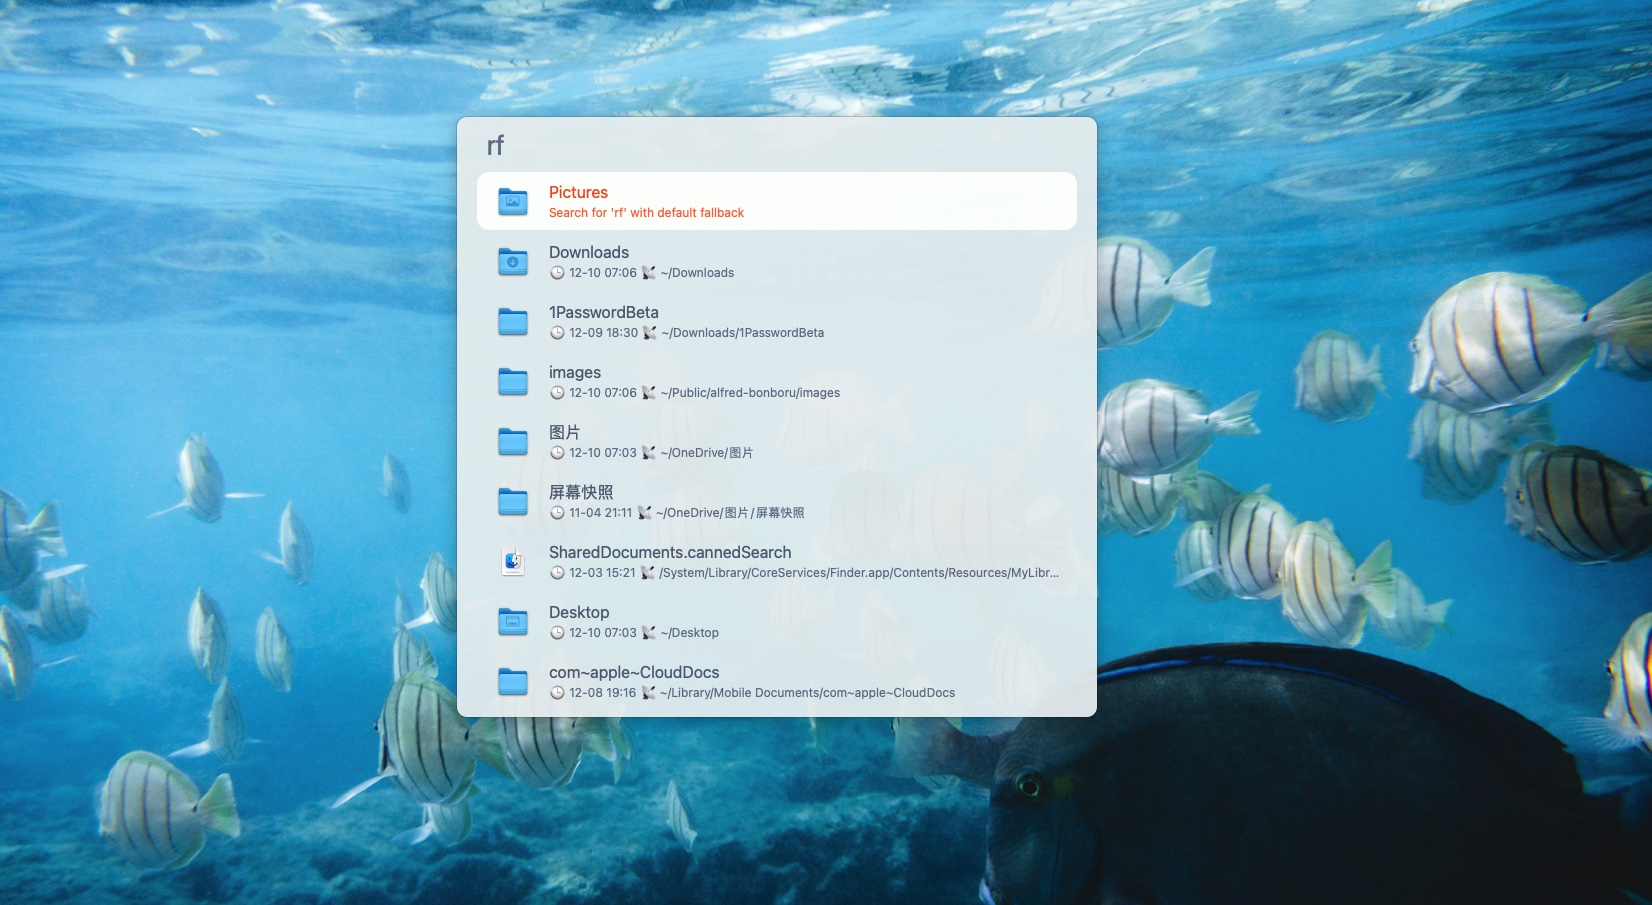 rf
Pictures
Search for 'rf' with default fallback
Downloads
🕒 12-10 07:06 📡 ~/Downloads
1PasswordBeta
🕒 12-09 18:30 📡 ~/Downloads/1PasswordBeta
images
🕒 12-10 07:06 📡 ~/Public/alfred-bonboru/images
图片
🕒 12-10 07:03 📡 ~/OneDrive/图片
屏幕快照
🕒 11-04 21:11 📡 ~/OneDrive/图片/屏幕快照
SharedDocuments.cannedSearch
🕒 12-03 15:21 📡 /System/Library/CoreServices/Finder.app/Contents/Resources/MyLibr...
Desktop
🕒 12-10 07:03 📡 ~/Desktop
com~apple~CloudDocs
🕒 12-08 19:16 📡 ~/Library/Mobile Documents/com~apple~CloudDocs